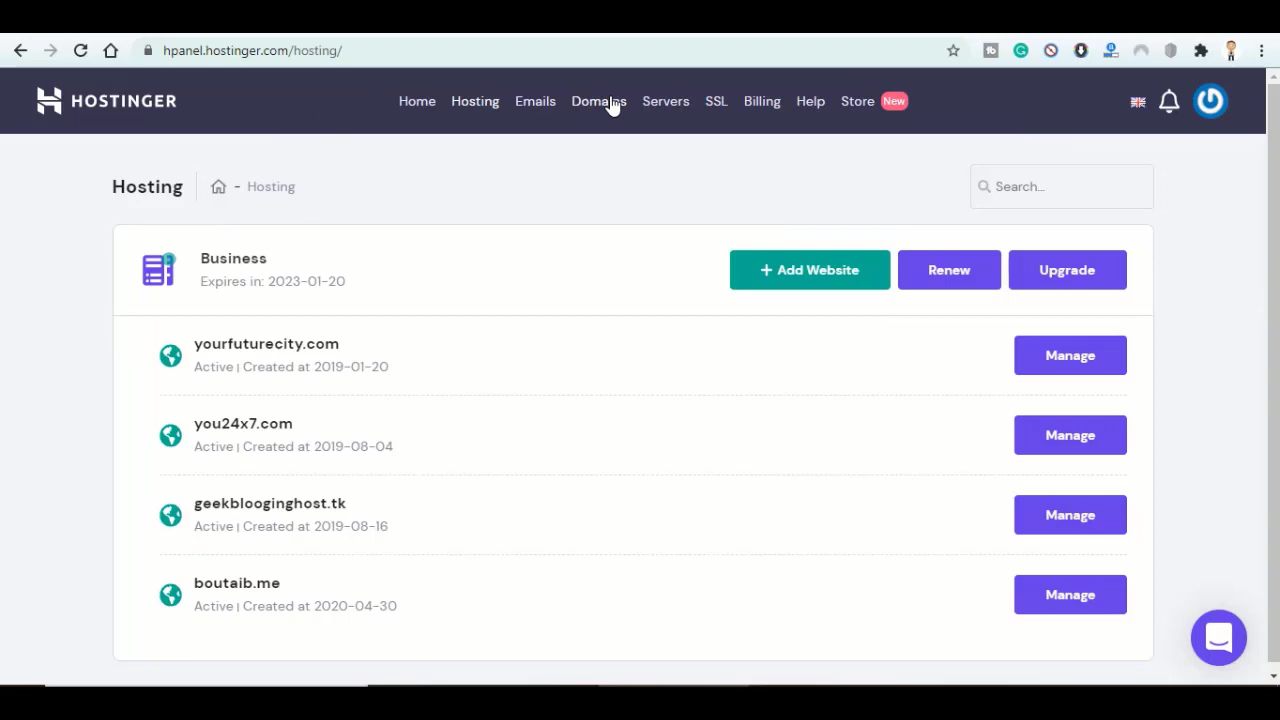 hpanel.hostinger.com/hosting/
HOSTINGER
Home Hosting Emails Domains Servers SSL Billing Help Store New
Hosting - Hosting
Search...
Business
Expires in: 2023-01-20
+ Add Website
Renew
Upgrade
yourfuturecity.com
Active | Created at 2019-01-20
Manage
you24x7.com
Active | Created at 2019-08-04
Manage
geekblooginghost.tk
Active | Created at 2019-08-16
Manage
boutaib.me
Active | Created at 2020-04-30
Manage